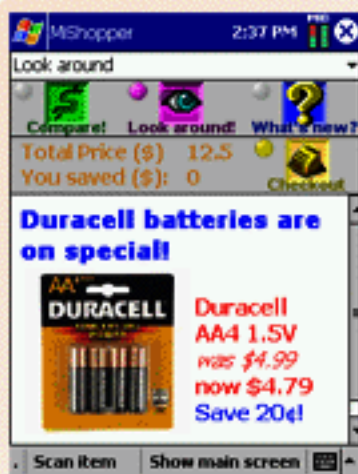 MiShopper 2:37 PM
Look around
Compare! Look around! What's new?
Total Price ($) 12.5
You saved ($): 0 Checkout
Duracell batteries are
on special!
AA
DURACELL
Duracell
AA4 1.5V
was $4.99
now $4.79
Save 20¢!
Scan item Show main screen